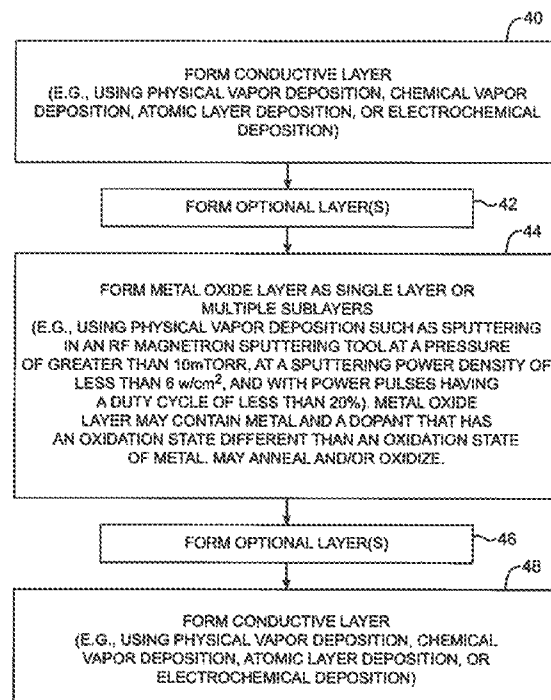 40
FORM CONDUCTIVE LAYER
(E.G., USING PHYSICAL VAPOR DEPOSITION, CHEMICAL VAPOR
DEPOSITION, ATOMIC LAYER DEPOSITION, OR ELECTROCHEMICAL
DEPOSITION)
FORM OPTIONAL LAYER(S)
42
44
FORM METAL OXIDE LAYER AS SINGLE LAYER OR
MULTIPLE SUBLAYERS
(E.G., USING PHYSICAL VAPOR DEPOSITION SUCH AS SPUTTERING
IN AN RF MAGNETRON SPUTTERING TOOL AT A PRESSURE
OF GREATER THAN 10mTORR, AT A SPUTTERING POWER DENSITY OF
LESS THAN 6 w/cm², AND WITH POWER PULSES HAVING
A DUTY CYCLE OF LESS THAN 20%). METAL OXIDE
LAYER MAY CONTAIN METAL AND A DOPANT THAT HAS
AN OXIDATION STATE DIFFERENT THAN AN OXIDATION STATE
OF METAL. MAY ANNEAL AND/OR OXIDIZE.
FORM OPTIONAL LAYER(S)
46
48
FORM CONDUCTIVE LAYER
(E.G., USING PHYSICAL VAPOR DEPOSITION, CHEMICAL
VAPOR DEPOSITION, ATOMIC LAYER DEPOSITION, OR
ELECTROCHEMICAL DEPOSITION)